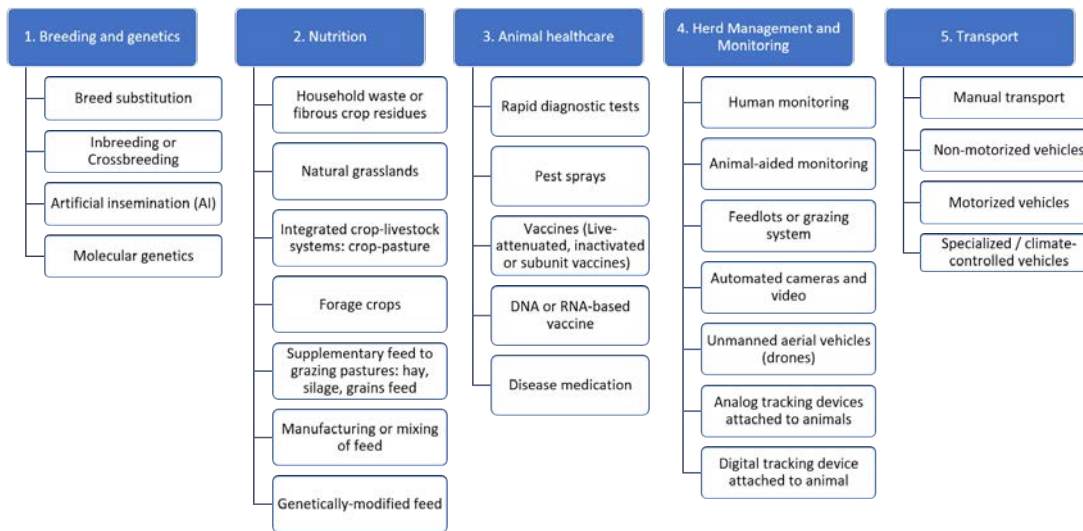 1. Breeding and genetics
Breed substitution
Inbreeding or
Crossbreeding
Artificial insemination (AI)
Molecular genetics
2. Nutrition
Household waste or
fibrous crop residues
Natural grasslands
Integrated crop-livestock
systems: crop-pasture
Forage crops
Supplementary feed to
grazing pastures: hay,
silage, grains feed
Manufacturing or mixing
of feed
Genetically-modified feed
3. Animal healthcare
Rapid diagnostic tests
Pest sprays
Vaccines (Live-
attenuated, inactivated
or subunit vaccines)
DNA or RNA-based
vaccine
Disease medication
4. Herd Management and
Monitoring
Human monitoring
Animal-aided monitoring
Feedlots or grazing
system
Automated cameras and
video
Unmanned aerial vehicles
(drones)
Analog tracking devices
attached to animals
Digital tracking device
attached to animal
5. Transport
Manual transport
Non-motorized vehicles
Motorized vehicles
Specialized / climate-
controlled vehicles